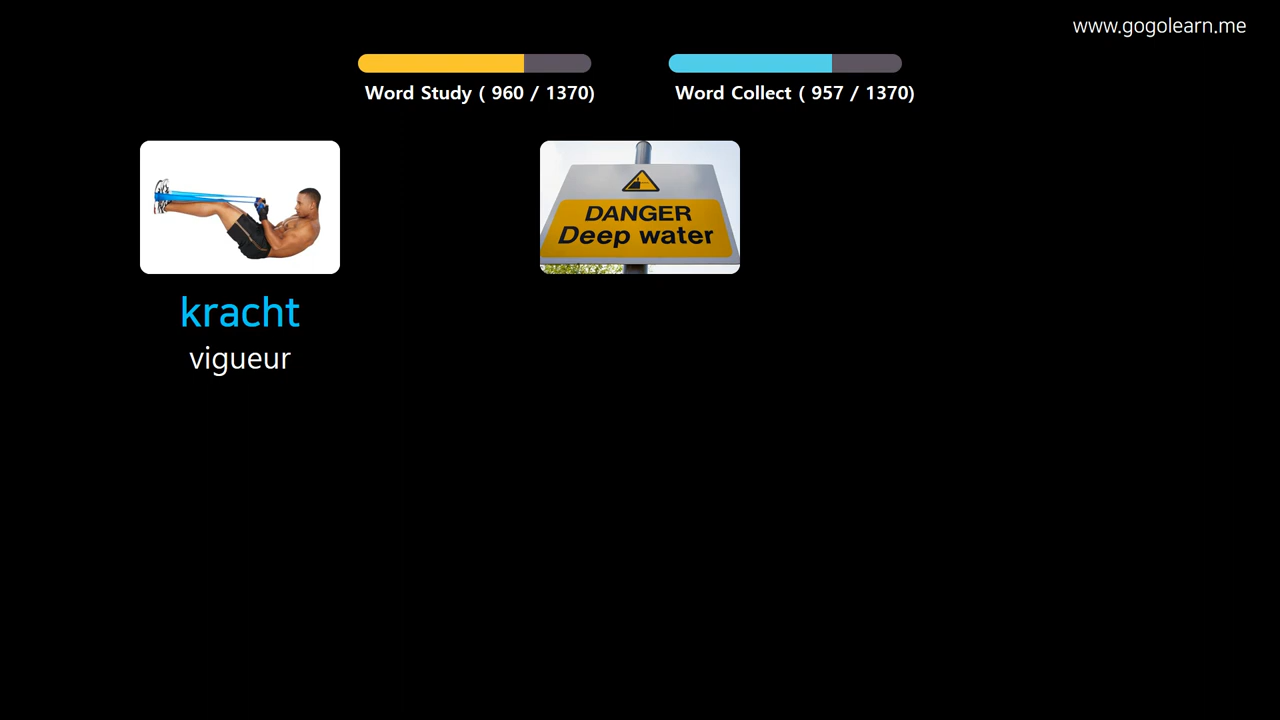 www.gogolearn.me
Word Study ( 960 / 1370)
Word Collect ( 957 / 1370)
DANGER
Deep water
kracht
vigueur